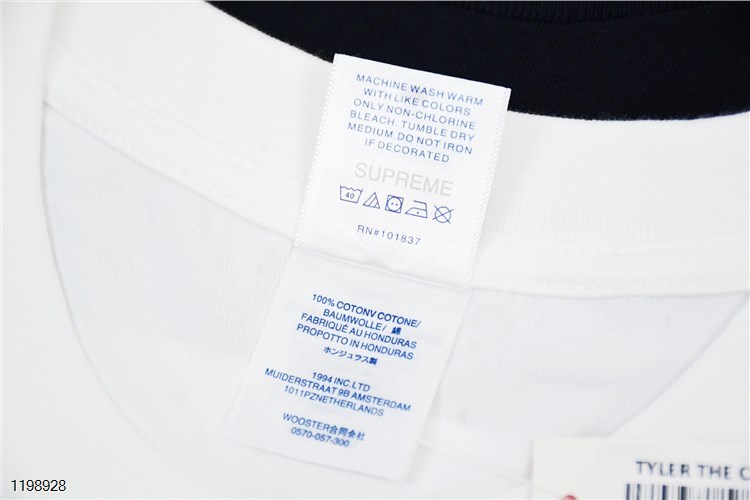 MACHINE WASH WARM
WITH LIKE COLORS
ONLY NON-CHLORINE
BLEACH. TUMBLE DRY
MEDIUM. DO NOT IRON
IF DECORATED
SUPREME
40
RN#101837
100% COTONV COTONE/
BAUMWOLLE/ 綿
FABRIQUÉ AU HONDURAS
PROPOTTO IN HONDURAS
ホンジュラス製
1994 INC.LTD
MUIDERSTRAAT 9B AMSTERDAM
1011PZNETHERLANDS
WOOSTER合同会社
0570-057-300
TYLER THE C
1198928